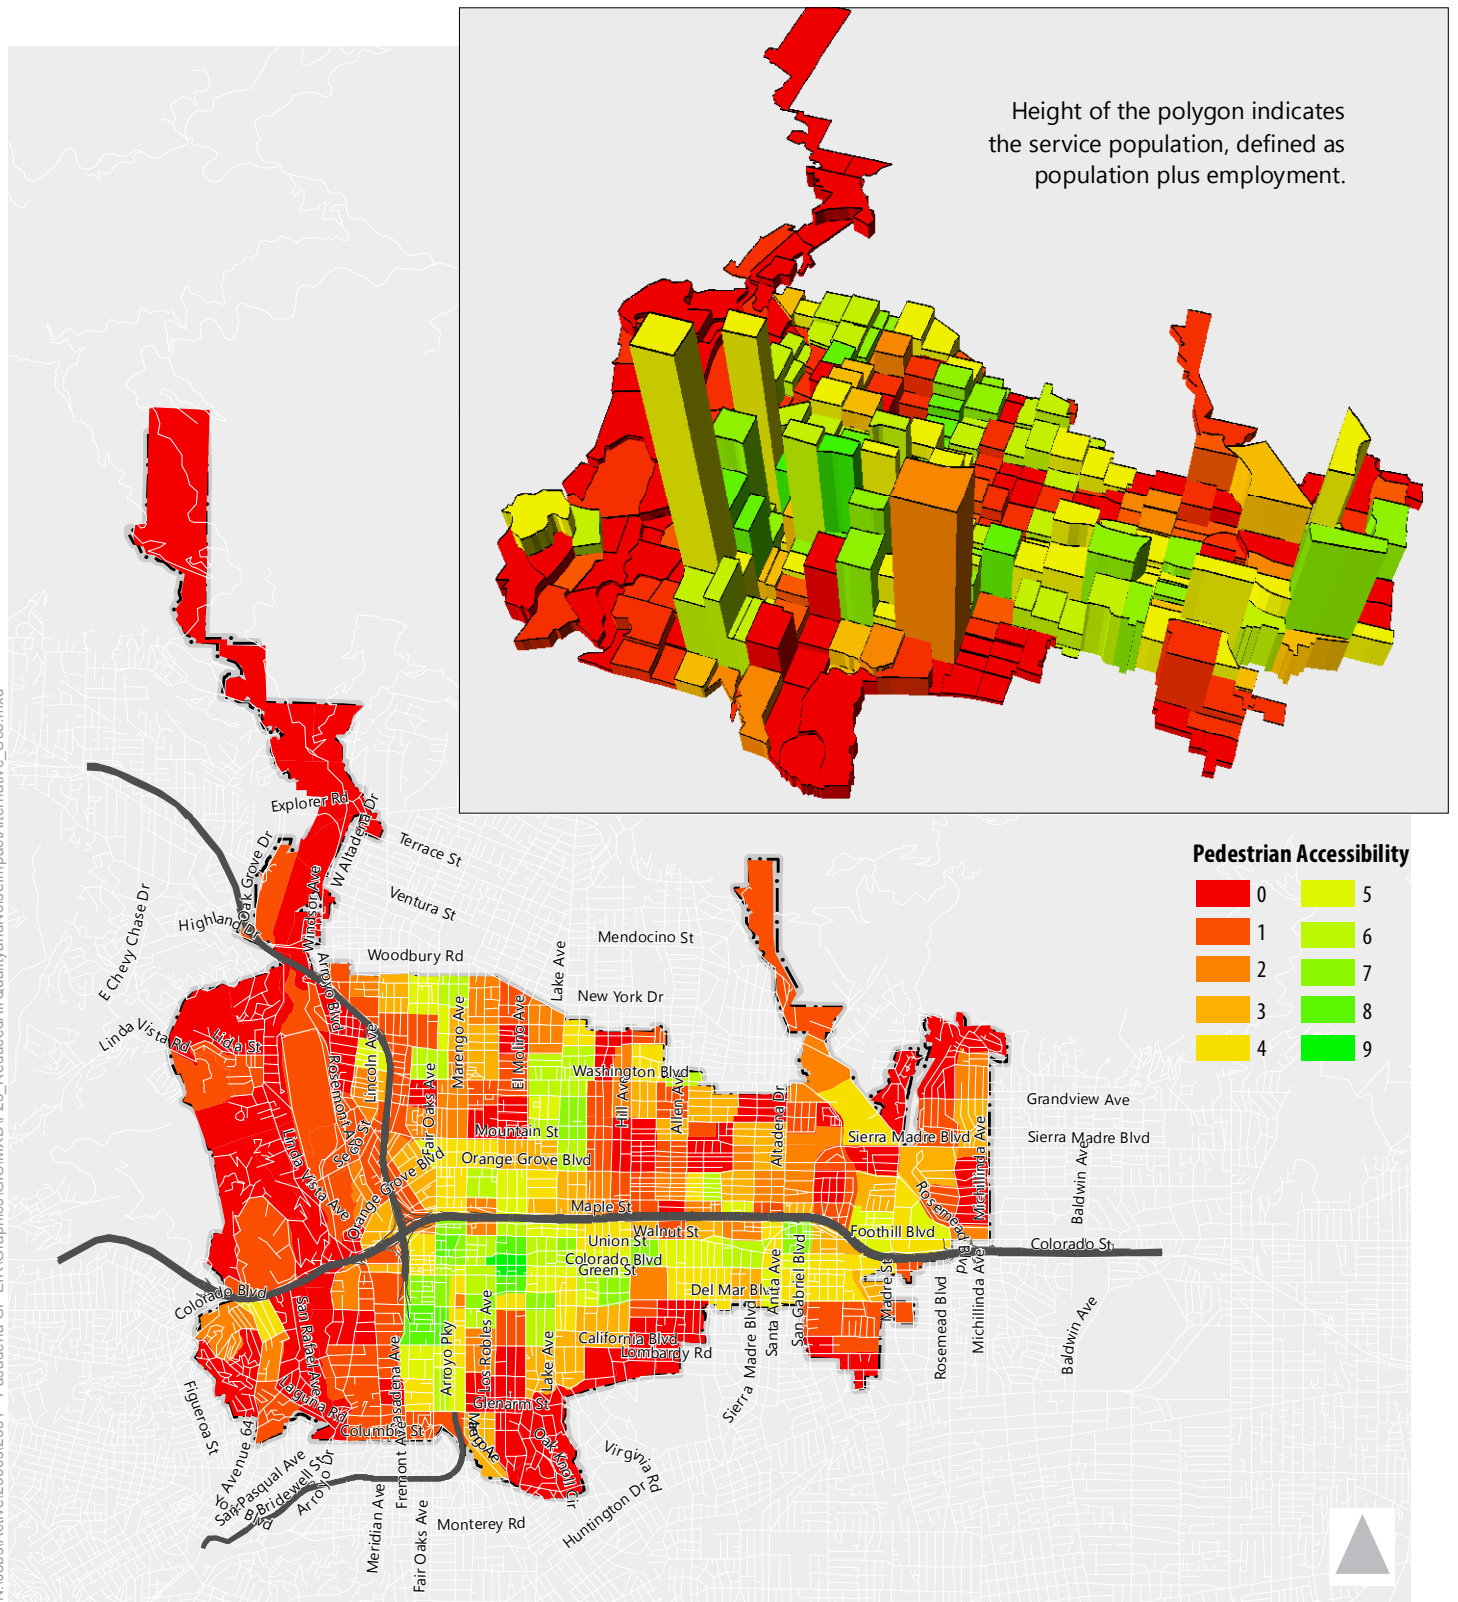 Height of the polygon indicates
the service population, defined as
population plus employment.
Pedestrian Accessibility
0
1
2
3
4
5
6
7
8
9
Explorer Rd
W Altadena Dr
Oak Grove Dr
Terrace St
Ventura St
E Chevy Chase Dr
Highland Dr
Windsor Ave
Arroyo Blvd
Woodbury Rd
Lake Ave
Mendocino St
New York Dr
Linda Vista Rd
Lida St
Rosemont Ave
Lincoln Ave
Fair Oaks Ave
Marengo Ave
El Molino Ave
Washington Blvd
Hill Ave
Allen Ave
Altadena Dr
Grandview Ave
Sierra Madre Blvd
Sierra Madre Blvd
Michillinda Ave
Baldwin Ave
Seco St
Mountain St
Linda Vista Ave
Orange Grove Blvd
Orange Grove Blvd
Maple St
Rosemead Blvd
Walnut St
Foothill Blvd
Union St
Colorado Blvd
Green St
Colorado St
Colorado Blvd
Del Mar Blvd
Santa Anita Ave
San Gabriel Blvd
Madre St
Rosemead Blvd
Michillinda Ave
Baldwin Ave
San Rafael Ave
Pasadena Ave
Arroyo Pky
Los Robles Ave
Lake Ave
California Blvd
Lombardy Rd
Sierra Madre Blvd
Figueroa St
Laguna Rd
Glenarm St
Columbia St
Avenue 64
Fremont Ave
Oak Knoll Cir
Virginia Rd
San Pasqual Ave
Bridewell St
Arroyo Dr
Blvd
Meridian Ave
Fair Oaks Ave
Monterey Rd
Huntington Dr